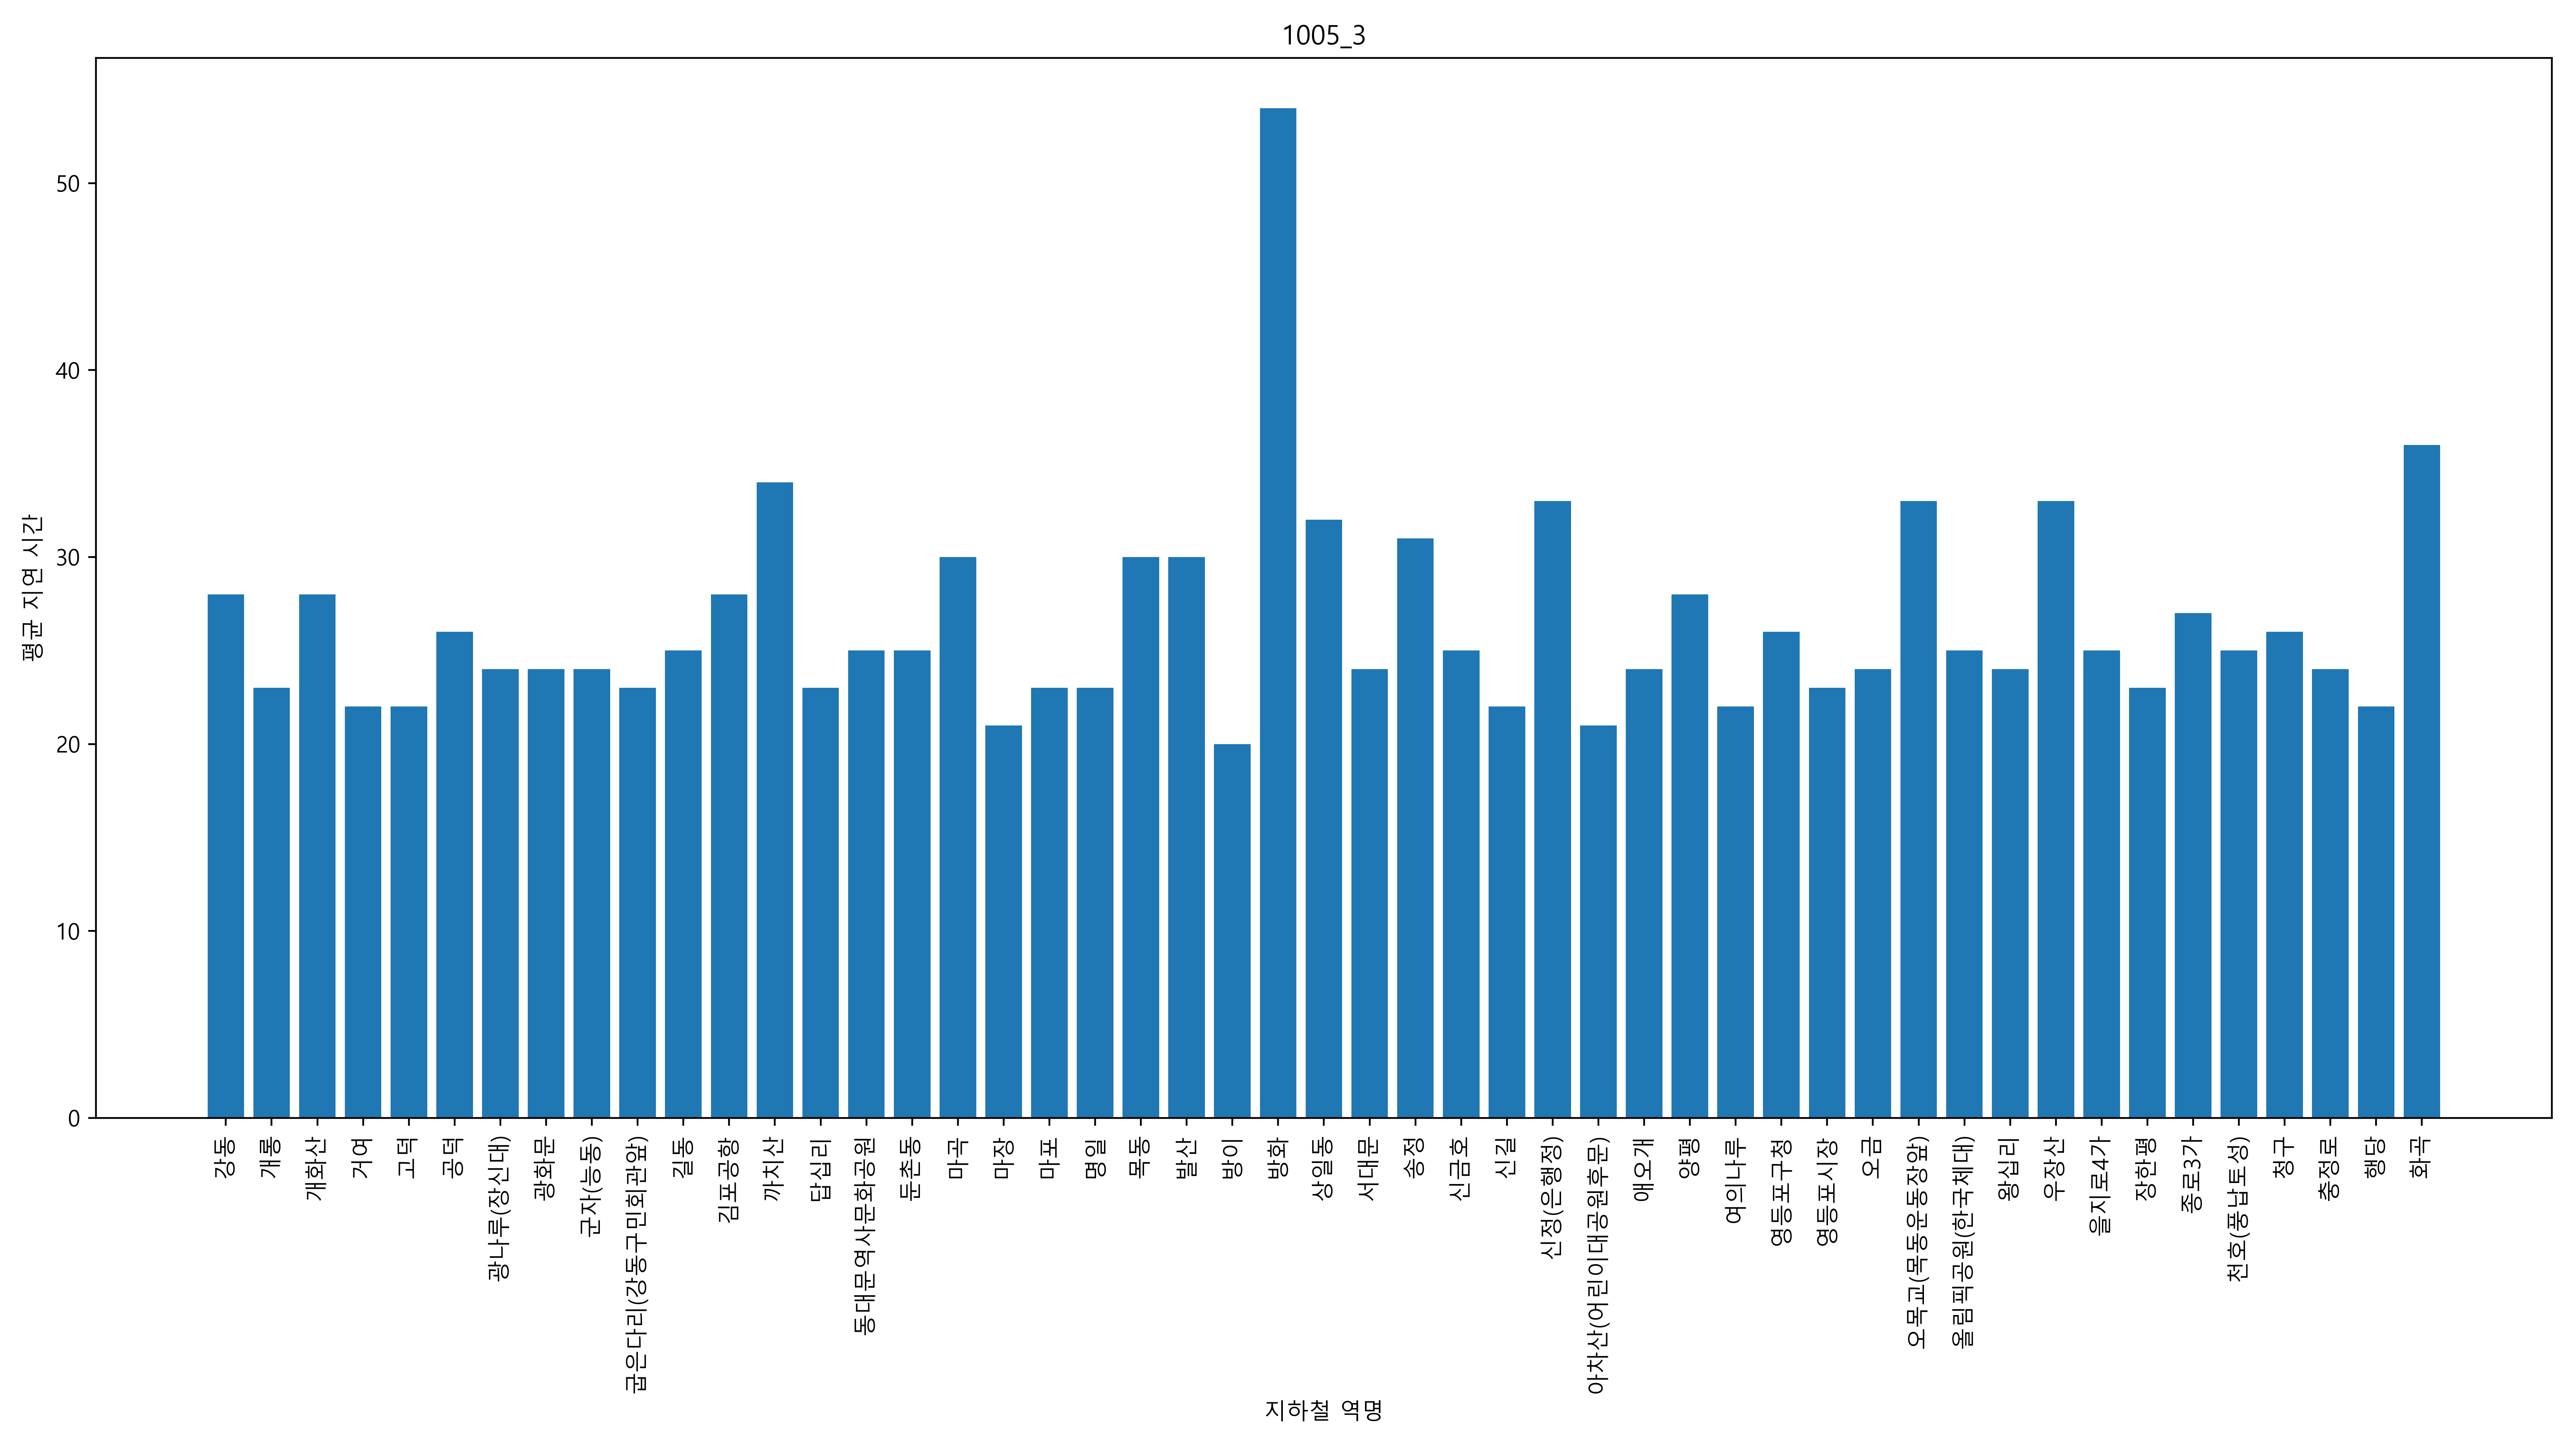 1005_3
평균 지연 시간
50
40
30
20
10
0
강동
개롱
개화산
거여
고덕
공덕
광나루(장신대)
광화문
군자(능동)
굽은다리(강동구민회관앞)
길동
김포공항
까치산
답십리
동대문역사문화공원
둔촌동
마곡
마장
마포
명일
목동
발산
방이
방화
상일동
서대문
송정
신금호
신길
신정(은행정)
아차산(어린이대공원후문)
애오개
양평
여의나루
영등포구청
영등포시장
오금
오목교(목동운동장앞)
올림픽공원(한국체대)
왕십리
우장산
을지로4가
장한평
종로3가
천호(풍납토성)
청구
충정로
행당
화곡
지하철 역명